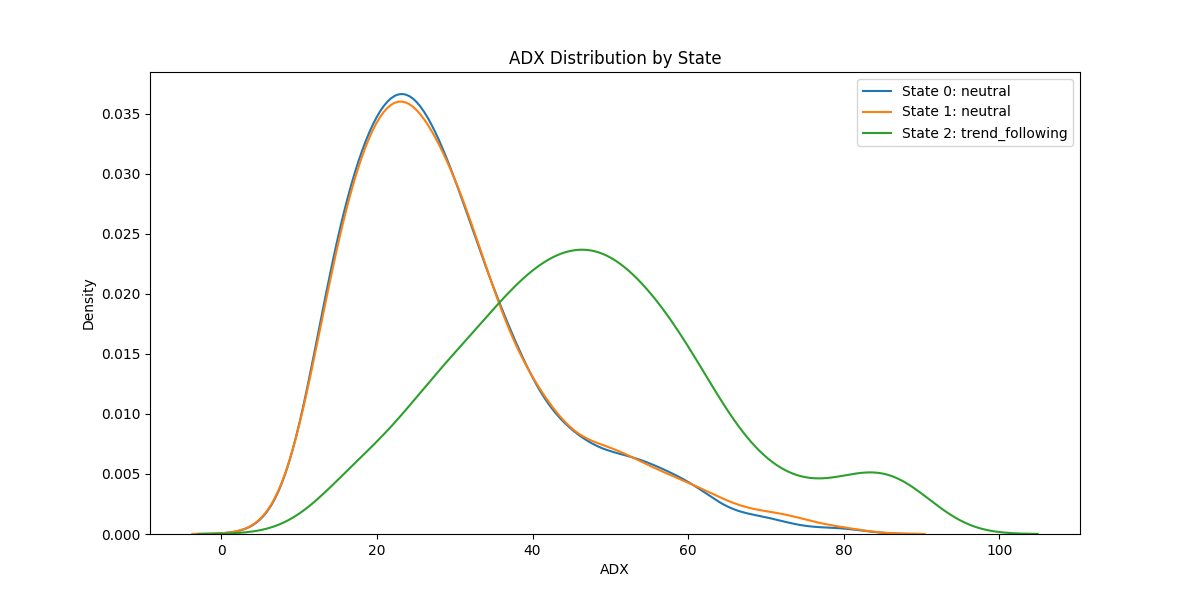 ADX Distribution by State
State 0: neutral
State 1: neutral
State 2: trend_following
0.035
0.030
0.025
0.020
0.015
0.010
0.005
0.000
Density
0 20 40 60 80 100
ADX